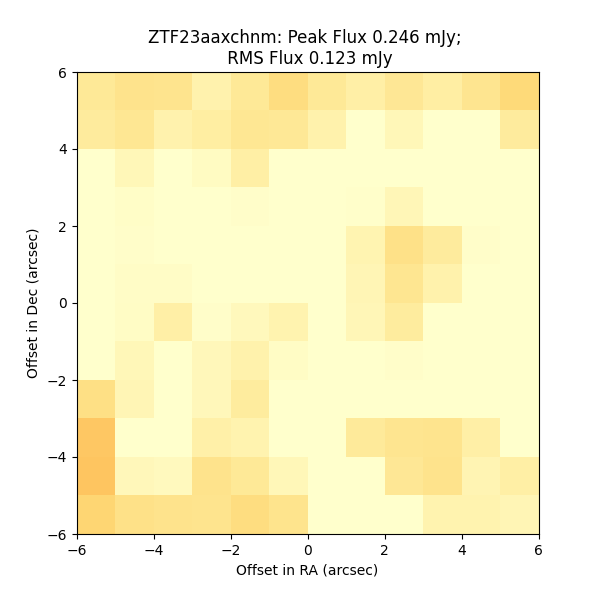 ZTF23aaxchnm: Peak Flux 0.246 mJy;
RMS Flux 0.123 mJy
6
4
2
0
−2
−4
−6
Offset in Dec (arcsec)
−6 −4 −2 0 2 4 6
Offset in RA (arcsec)